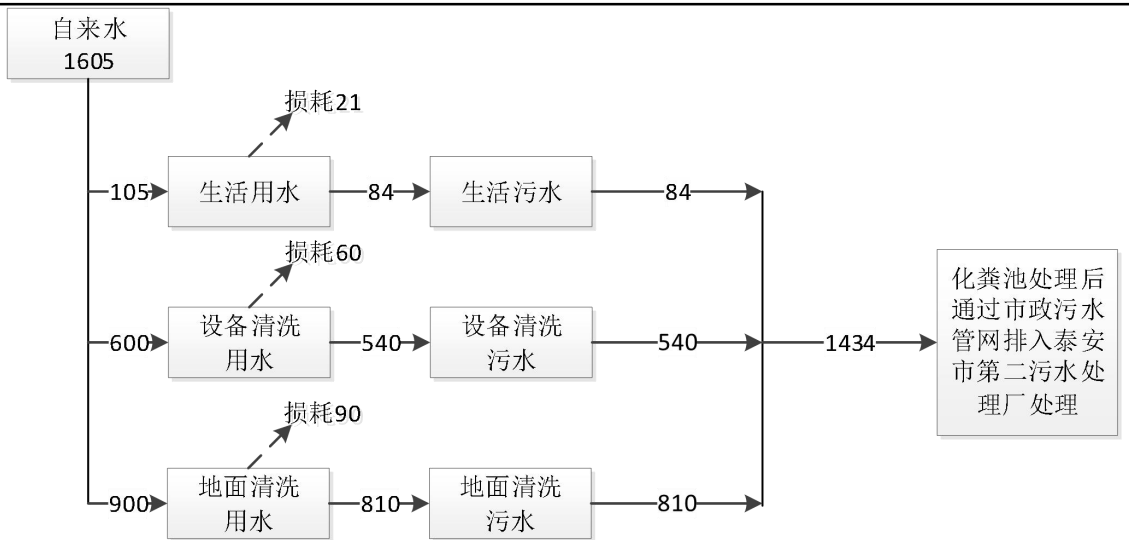 自来水
1605
损耗21
105
生活用水
84
生活污水
84
损耗60
600
设备清洗
用水
540
设备清洗
污水
540
1434
化粪池处理后
通过市政污水
管网排入泰安
市第二污水处
理厂处理
损耗90
900
地面清洗
用水
810
地面清洗
污水
810